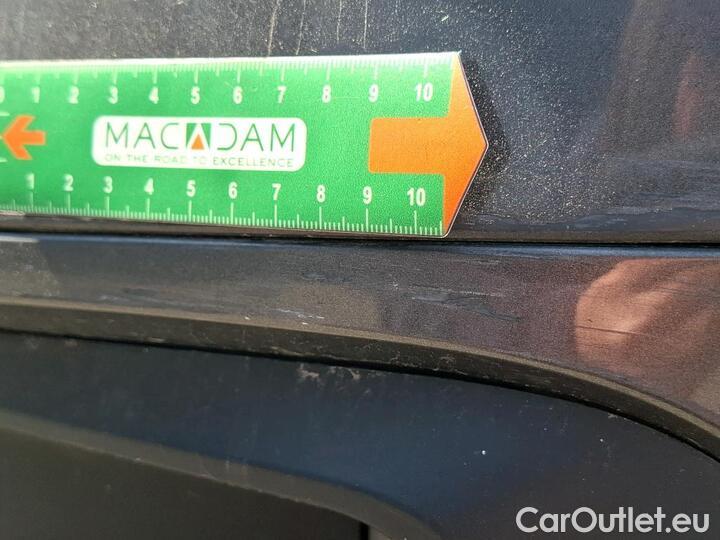 0 1 2 3 4 5 6 7 8 9 10
MACADAM
ON THE ROAD TO EXCELLENCE
1 2 3 4 5 6 7 8 9 10
CarOutlet.eu